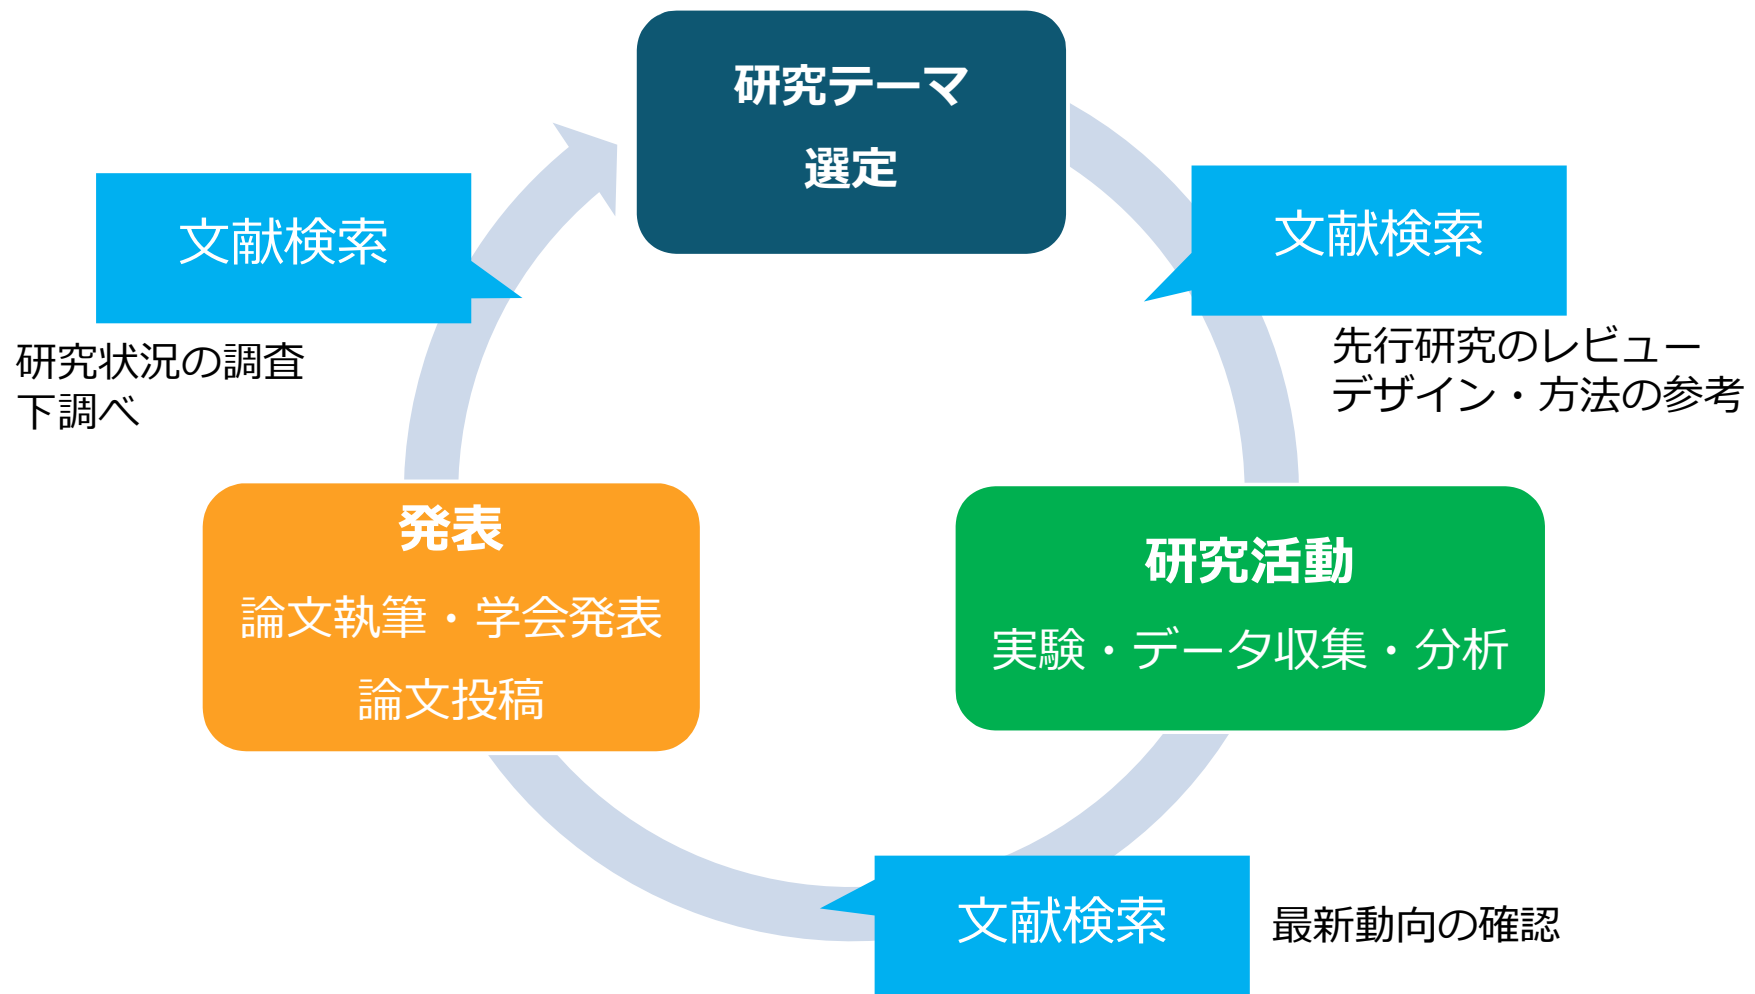 研究テーマ
選定
文献検索
先行研究のレビュー
デザイン・方法の参考
研究活動
実験・データ収集・分析
文献検索
最新動向の確認
発表
論文執筆・学会発表
論文投稿
文献検索
研究状況の調査
下調べ